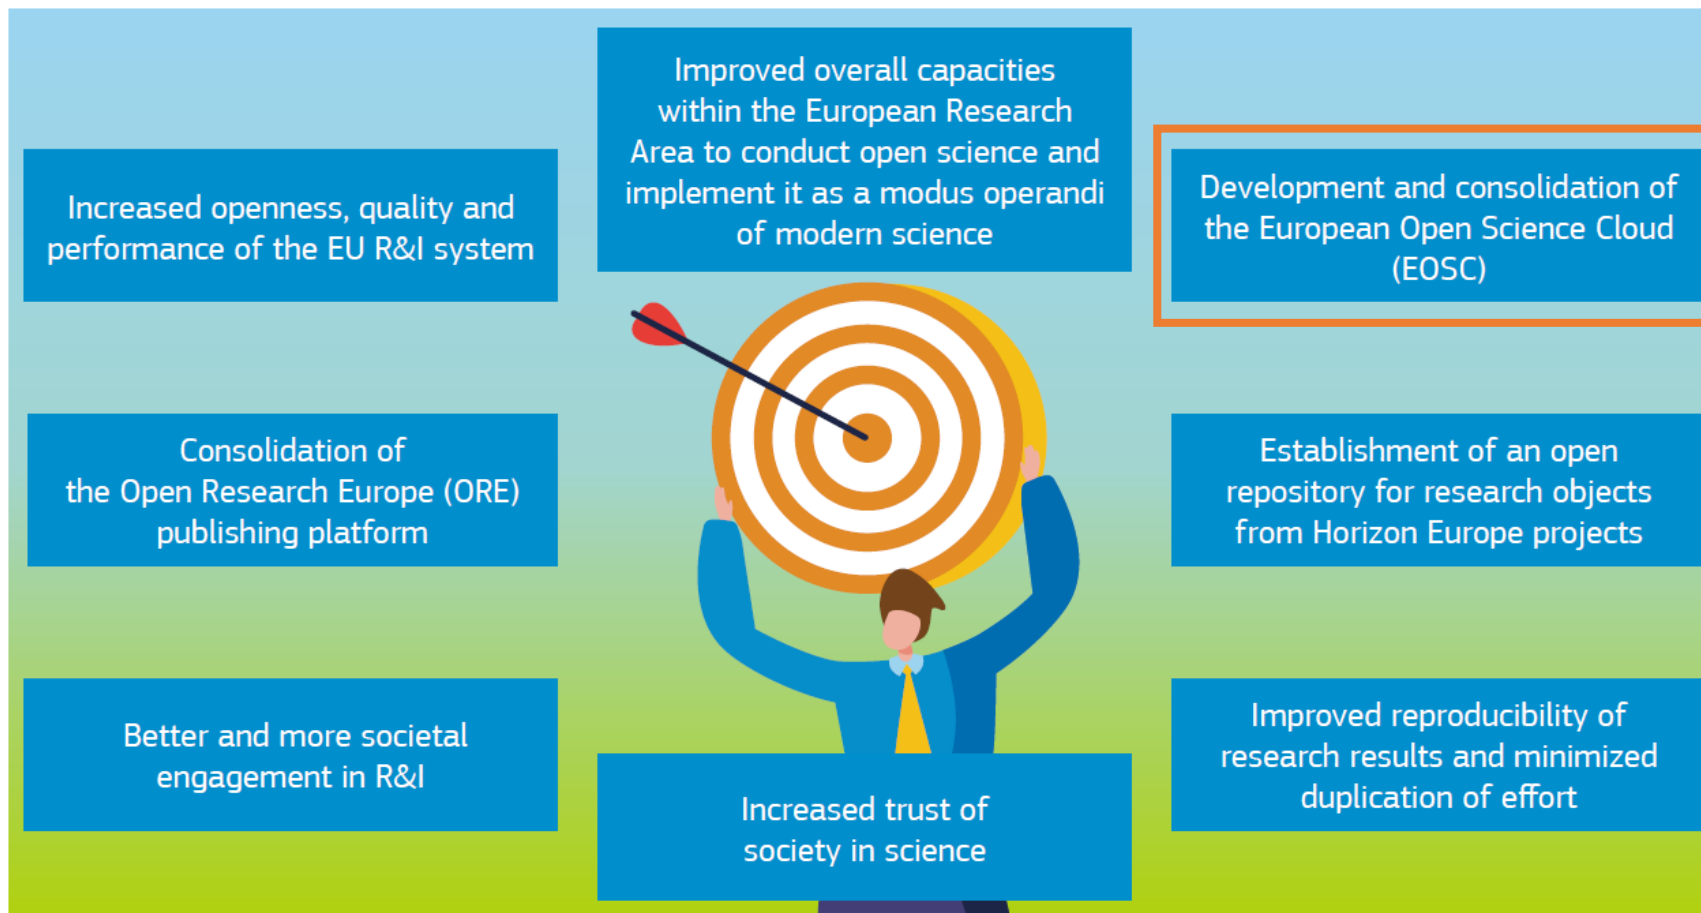 Improved overall capacities
within the European Research
Area to conduct open science and
implement it as a modus operandi
of modern science
Increased openness, quality and
performance of the EU R&I system
Development and consolidation of
the European Open Science Cloud
(EOSC)
Consolidation of
the Open Research Europe (ORE)
publishing platform
Establishment of an open
repository for research objects
from Horizon Europe projects
Better and more societal
engagement in R&I
Improved reproducibility of
research results and minimized
duplication of effort
Increased trust of
society in science